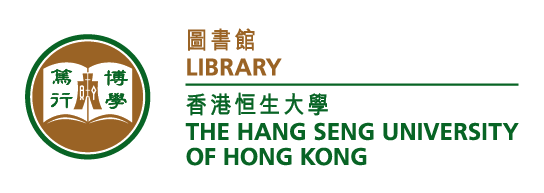 博學
篤行
圖書館
LIBRARY
香港恒生大學
THE HANG SENG UNIVERSITY
OF HONG KONG